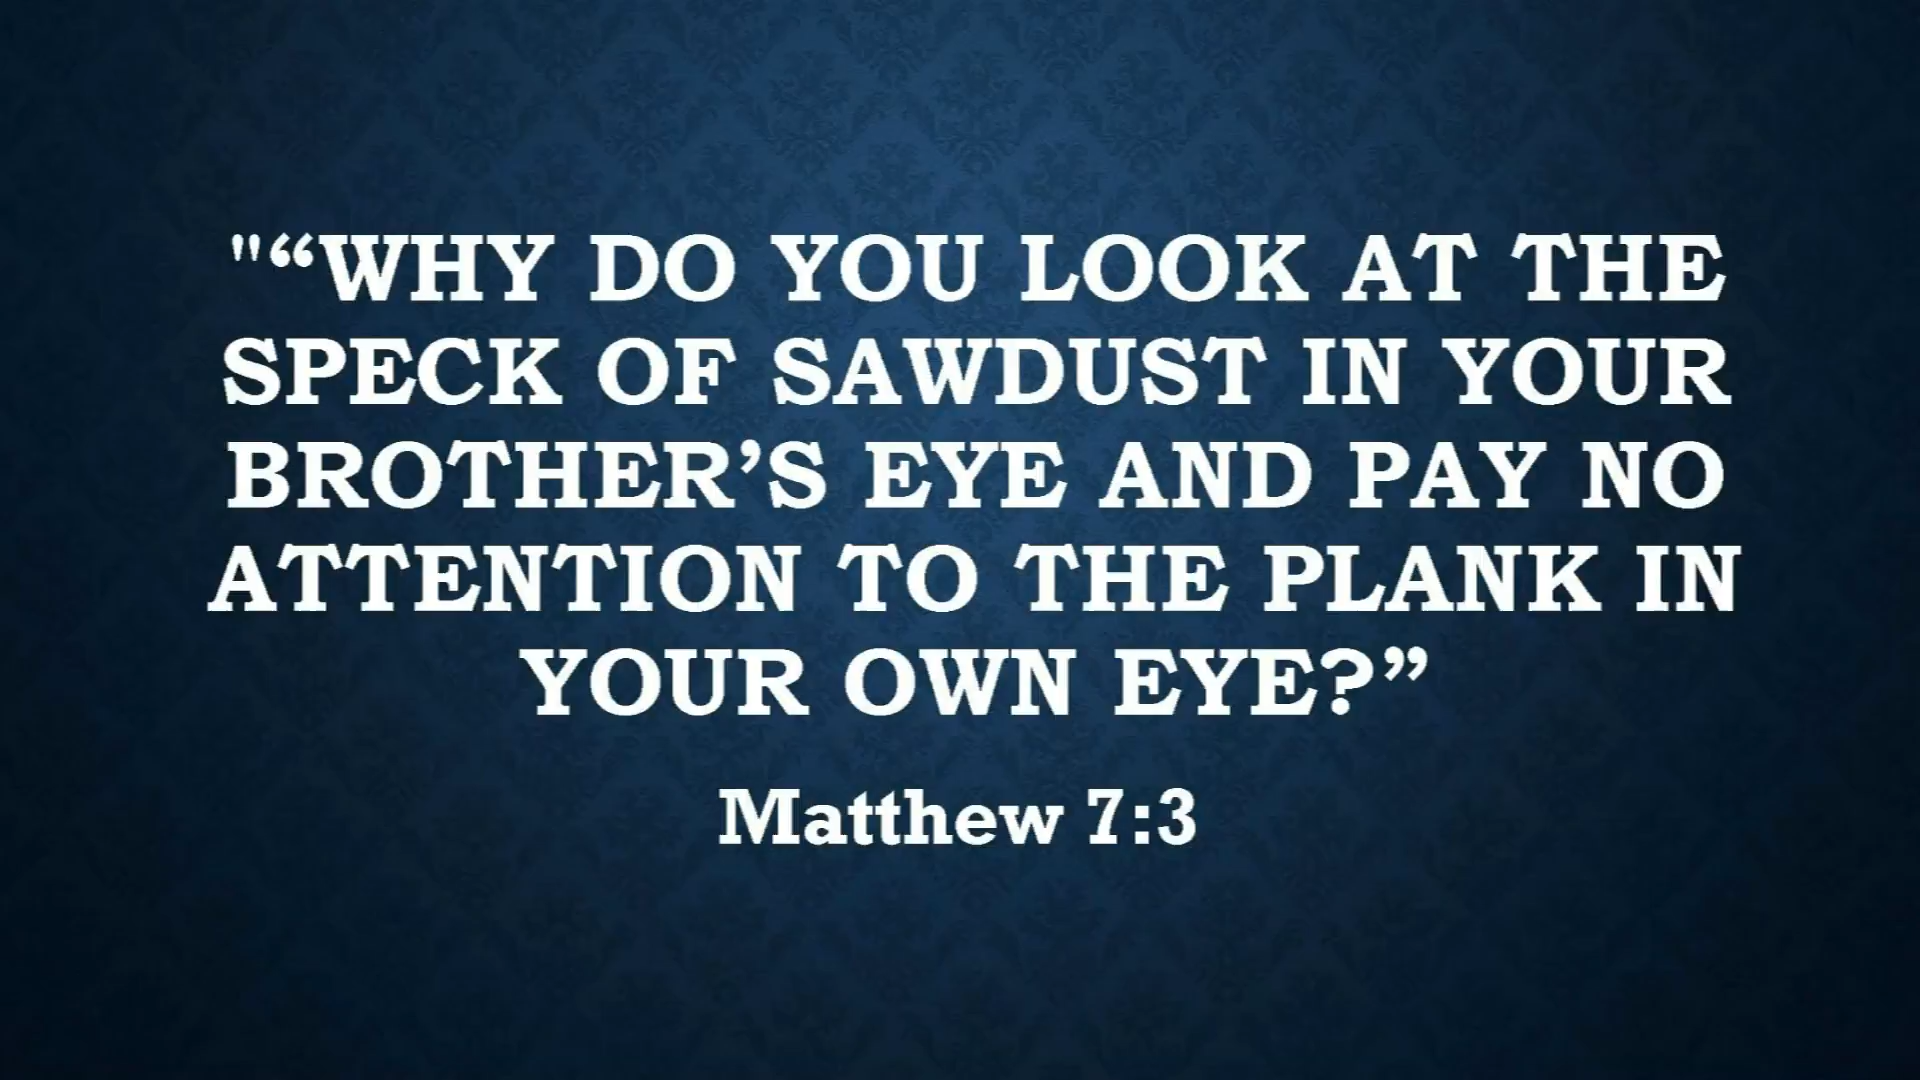 "“WHY DO YOU LOOK AT THE
SPECK OF SAWDUST IN YOUR
BROTHER’S EYE AND PAY NO
ATTENTION TO THE PLANK IN
YOUR OWN EYE?”
Matthew 7:3